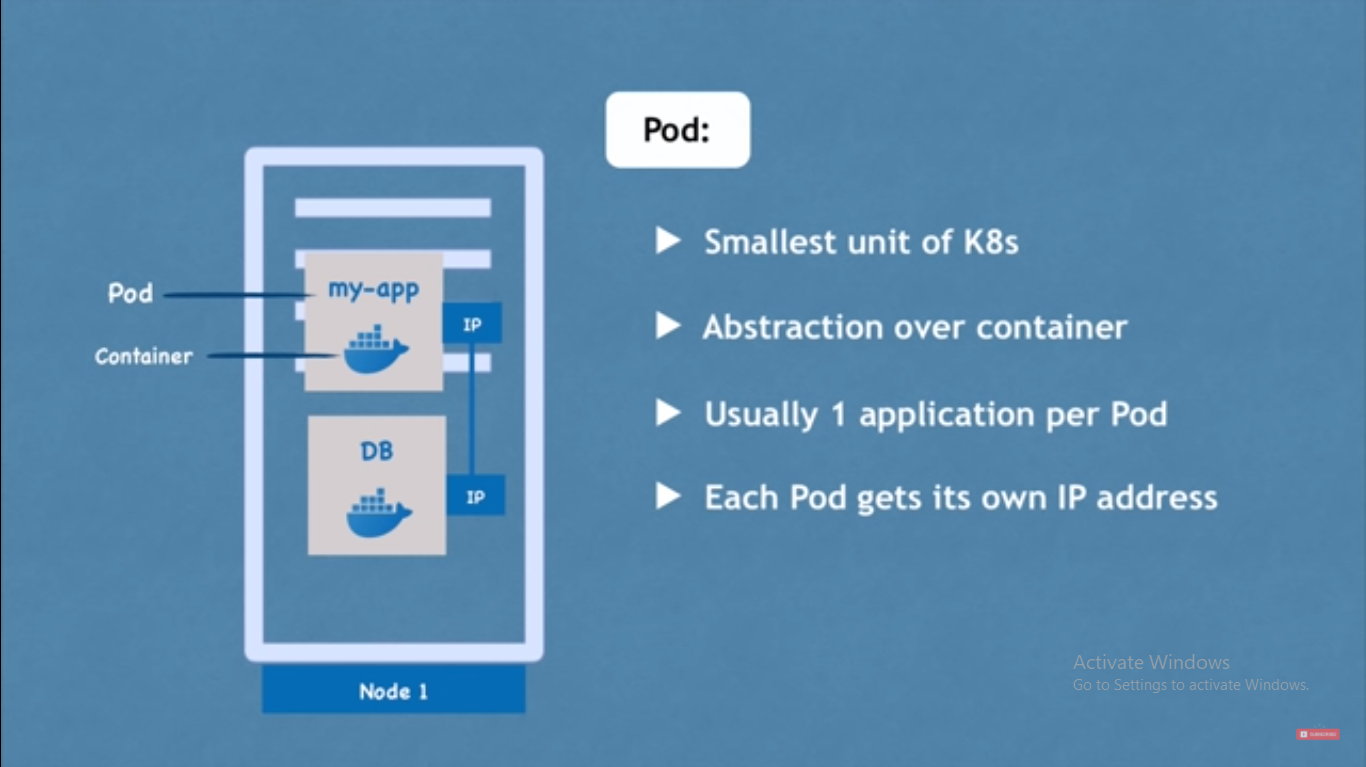 Pod:
Smallest unit of K8s
Abstraction over container
Usually 1 application per Pod
Each Pod gets its own IP address
Pod
Container
my-app
IP
DB
IP
Node 1
Activate Windows
Go to Settings to activate Windows.
SUBSCRIBE